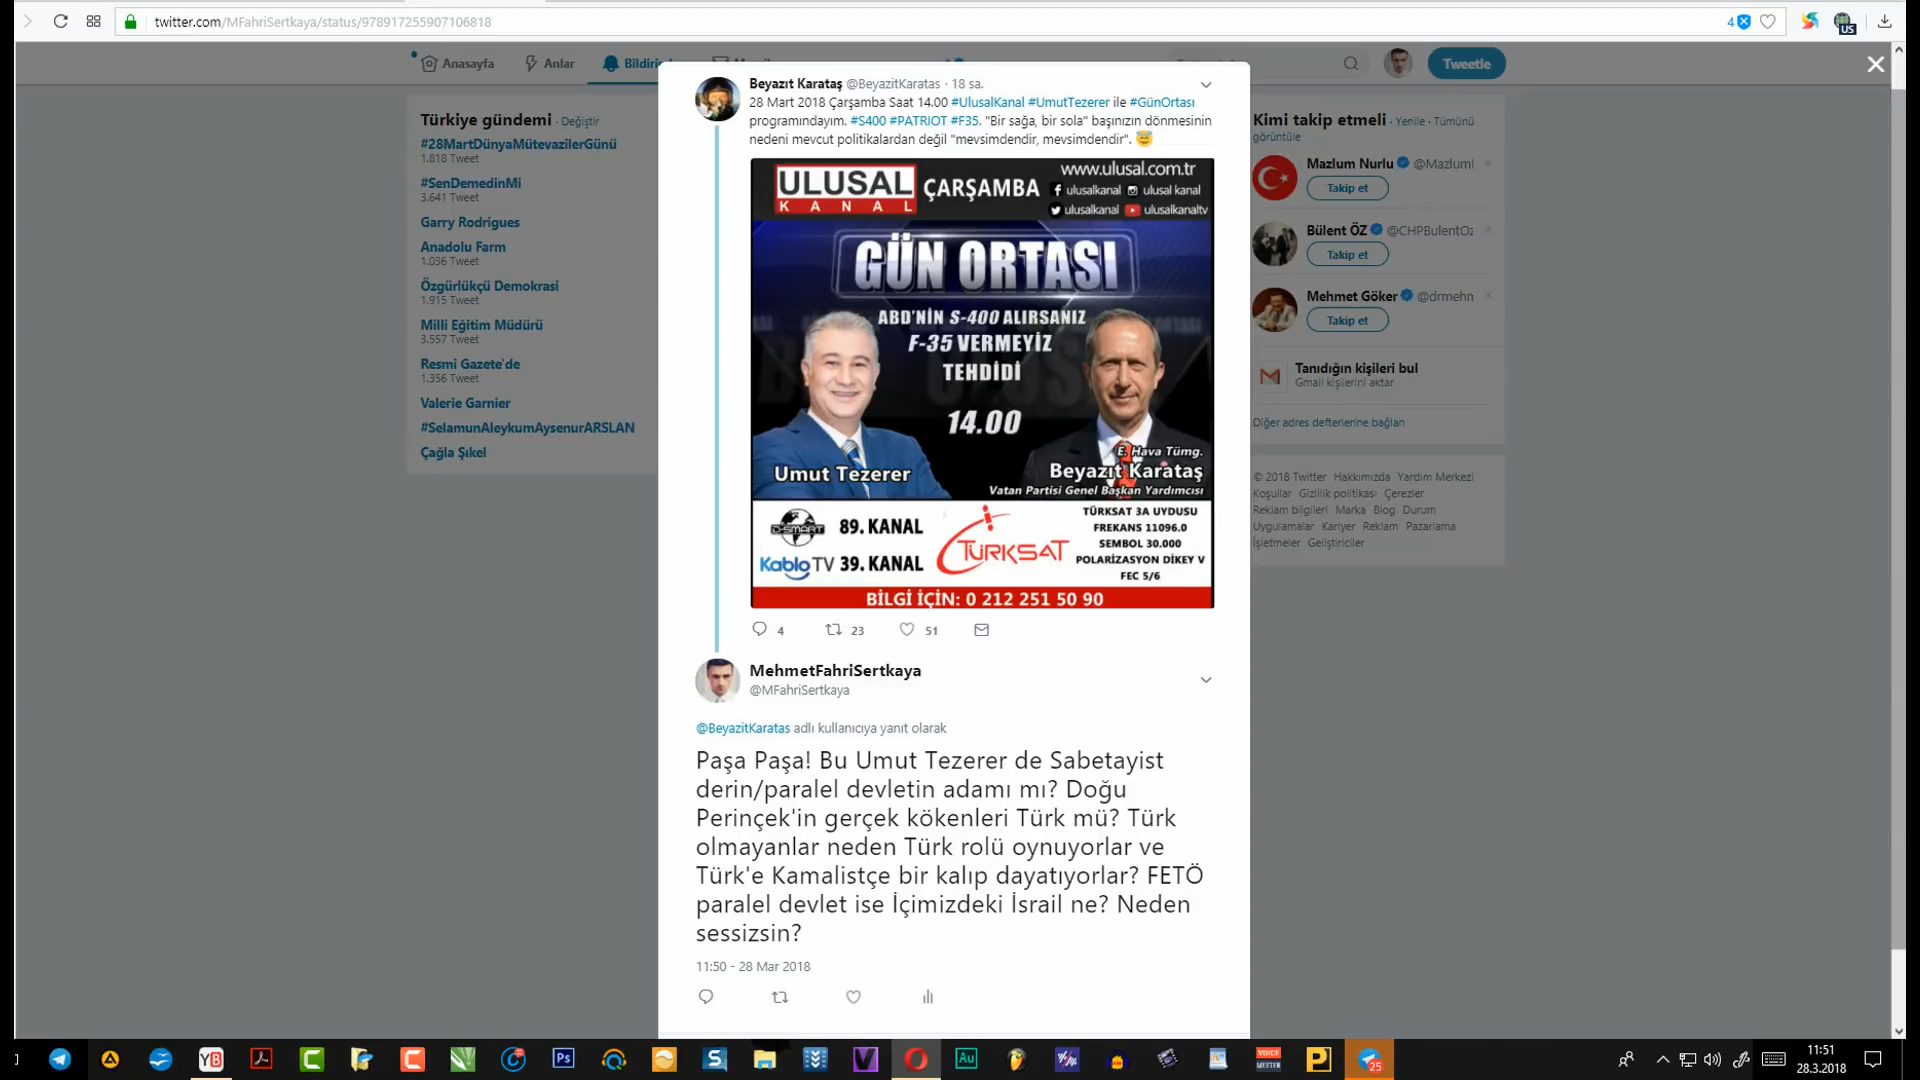 twitter.com/MFahriSertkaya/status/978917255907106818
4
US
Anasayfa
Anlar
Bildiri
Tweetle
Türkiye gündemi · Değiştir
#28MartDünyaMütevazilerGünü
1.818 Tweet
#SenDemedinMi
3.641 Tweet
Garry Rodrigues
Anadolu Farm
1.036 Tweet
Özgürlükçü Demokrasi
1.915 Tweet
Milli Eğitim Müdürü
3.557 Tweet
Resmi Gazete'de
1.356 Tweet
Valerie Garnier
#SelamunAleykumAysenurARSLAN
Çağla Şıkel
Beyazıt Karataş @BeyazitKaratas · 18 sa.
28 Mart 2018 Çarşamba Saat 14.00 #UlusalKanal #UmutTezerer ile #GünOrtası
programındayım. #S400 #PATRIOT #F35. "Bir sağa, bir sola" başınızın dönmesinin
nedeni mevcut politikalardan değil "mevsimdendir, mevsimdendir".
ULUSAL
KANAL
ÇARŞAMBA
www.ulusal.com.tr
ulusalkanal ulusal kanal
ulusalkanal ulusalkanaltv
GÜN ORTASI
ABD'NİN S-400 ALIRSANIZ
F-35 VERMEYİZ
TEHDİDİ
14.00
Umut Tezerer
E. Hava Tümg.
Beyazıt Karataş
Vatan Partisi Genel Başkan Yardımcısı
D-SMART 89. KANAL
KabloTV 39. KANAL
TÜRKSAT
TÜRKSAT 3A UYDUSU
FREKANS 11096.0
SEMBOL 30.000
POLARİZASYON DİKEY V
FEC 5/6
BİLGİ İÇİN: 0 212 251 50 90
4 23 51
MehmetFahriSertkaya
@MFahriSertkaya
@BeyazitKaratas adlı kullanıcıya yanıt olarak
Paşa Paşa! Bu Umut Tezerer de Sabetayist
derin/paralel devletin adamı mı? Doğu
Perinçek'in gerçek kökenleri Türk mü? Türk
olmayanlar neden Türk rolü oynuyorlar ve
Türk'e Kamalistçe bir kalıp dayatıyorlar? FETÖ
paralel devlet ise İçimizdeki İsrail ne? Neden
sessizsin?
11:50 - 28 Mar 2018
Kimi takip etmeli · Yenile · Tümünü
görüntüle
Mazlum Nurlu @Mazlum
Takip et
Bülent ÖZ @CHPBulentOz
Takip et
Mehmet Göker @drmehm
Takip et
Tanıdığın kişileri bul
Gmail kişilerini aktar
Diğer adres defterlerine bağlan
© 2018 Twitter Hakkımızda Yardım Merkezi
Koşullar Gizlilik politikası Çerezler
Reklam bilgileri Marka Blog Durum
Uygulamalar Kariyer Reklam Pazarlama
İşletmeler Geliştiriciler
YB
Ps
S
Au
25
11:51
28.3.2018